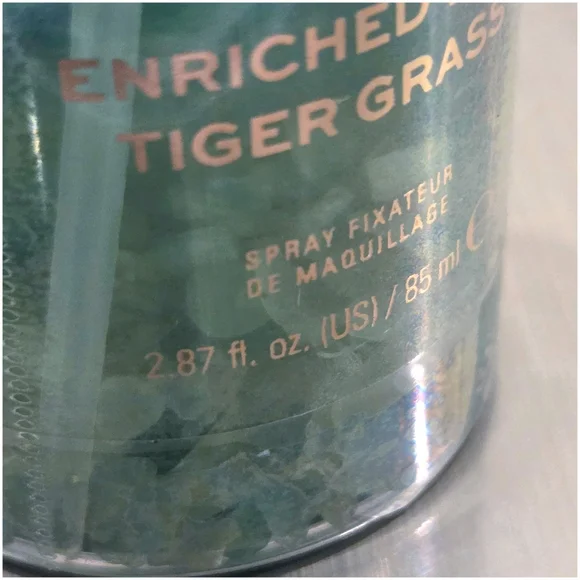 ENRICHED
TIGER GRASS
SPRAY FIXATEUR
DE MAQUILLAGE
2.87 fl. oz. (US) / 85 ml